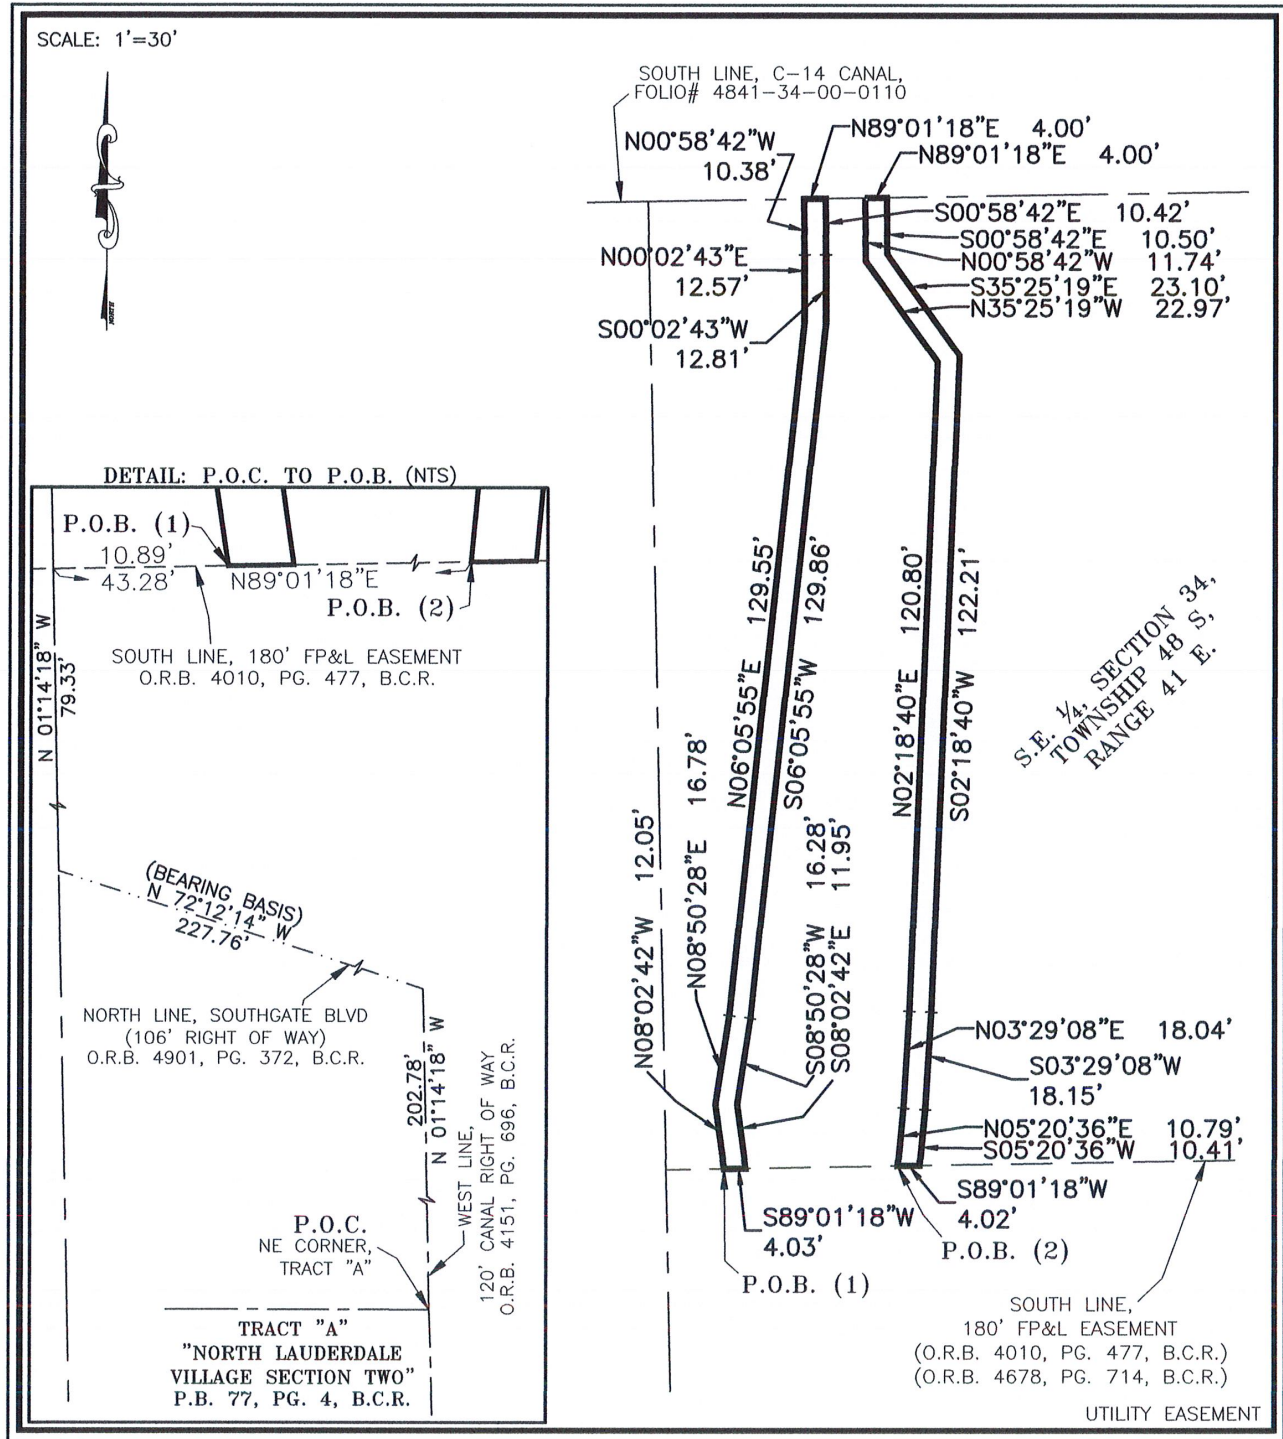 SCALE: 1'=30'
NORTH
SOUTH LINE, C-14 CANAL,
FOLIO# 4841-34-00-0110
N00°58'42"W
10.38'
N89°01'18"E 4.00'
N89°01'18"E 4.00'
S00°58'42"E 10.42'
S00°58'42"E 10.50'
N00°58'42"W 11.74'
S35°25'19"E 23.10'
N35°25'19"W 22.97'
N00°02'43"E
12.57'
S00°02'43"W
12.81'
DETAIL: P.O.C. TO P.O.B. (NTS)
P.O.B. (1)
10.89'
43.28'
N89°01'18"E
P.O.B. (2)
SOUTH LINE, 180' FP&L EASEMENT
O.R.B. 4010, PG. 477, B.C.R.
N 01°14'18" W
79.33'
(BEARING BASIS)
N 72°12'14" W
227.76'
NORTH LINE, SOUTHGATE BLVD
(106' RIGHT OF WAY)
O.R.B. 4901, PG. 372, B.C.R.
202.78'
N 01°14'18" W
WEST LINE,
120' CANAL RIGHT OF WAY
O.R.B. 4151, PG. 696, B.C.R.
P.O.C.
NE CORNER,
TRACT "A"
TRACT "A"
"NORTH LAUDERDALE
VILLAGE SECTION TWO"
P.B. 77, PG. 4, B.C.R.
N08°02'42"W 12.05'
N08°50'28"E 16.78'
N06°05'55"E 129.55'
S06°05'55"W 129.86'
S08°50'28"W 16.28'
S08°02'42"E 11.95'
N02°18'40"E 120.80'
S02°18'40"W 122.21'
S.E. ¼, SECTION 34,
TOWNSHIP 48 S,
RANGE 41 E.
N03°29'08"E 18.04'
S03°29'08"W
18.15'
N05°20'36"E 10.79'
S05°20'36"W 10.41'
S89°01'18"W
4.03'
P.O.B. (1)
S89°01'18"W
4.02'
P.O.B. (2)
SOUTH LINE,
180' FP&L EASEMENT
(O.R.B. 4010, PG. 477, B.C.R.)
(O.R.B. 4678, PG. 714, B.C.R.)
UTILITY EASEMENT